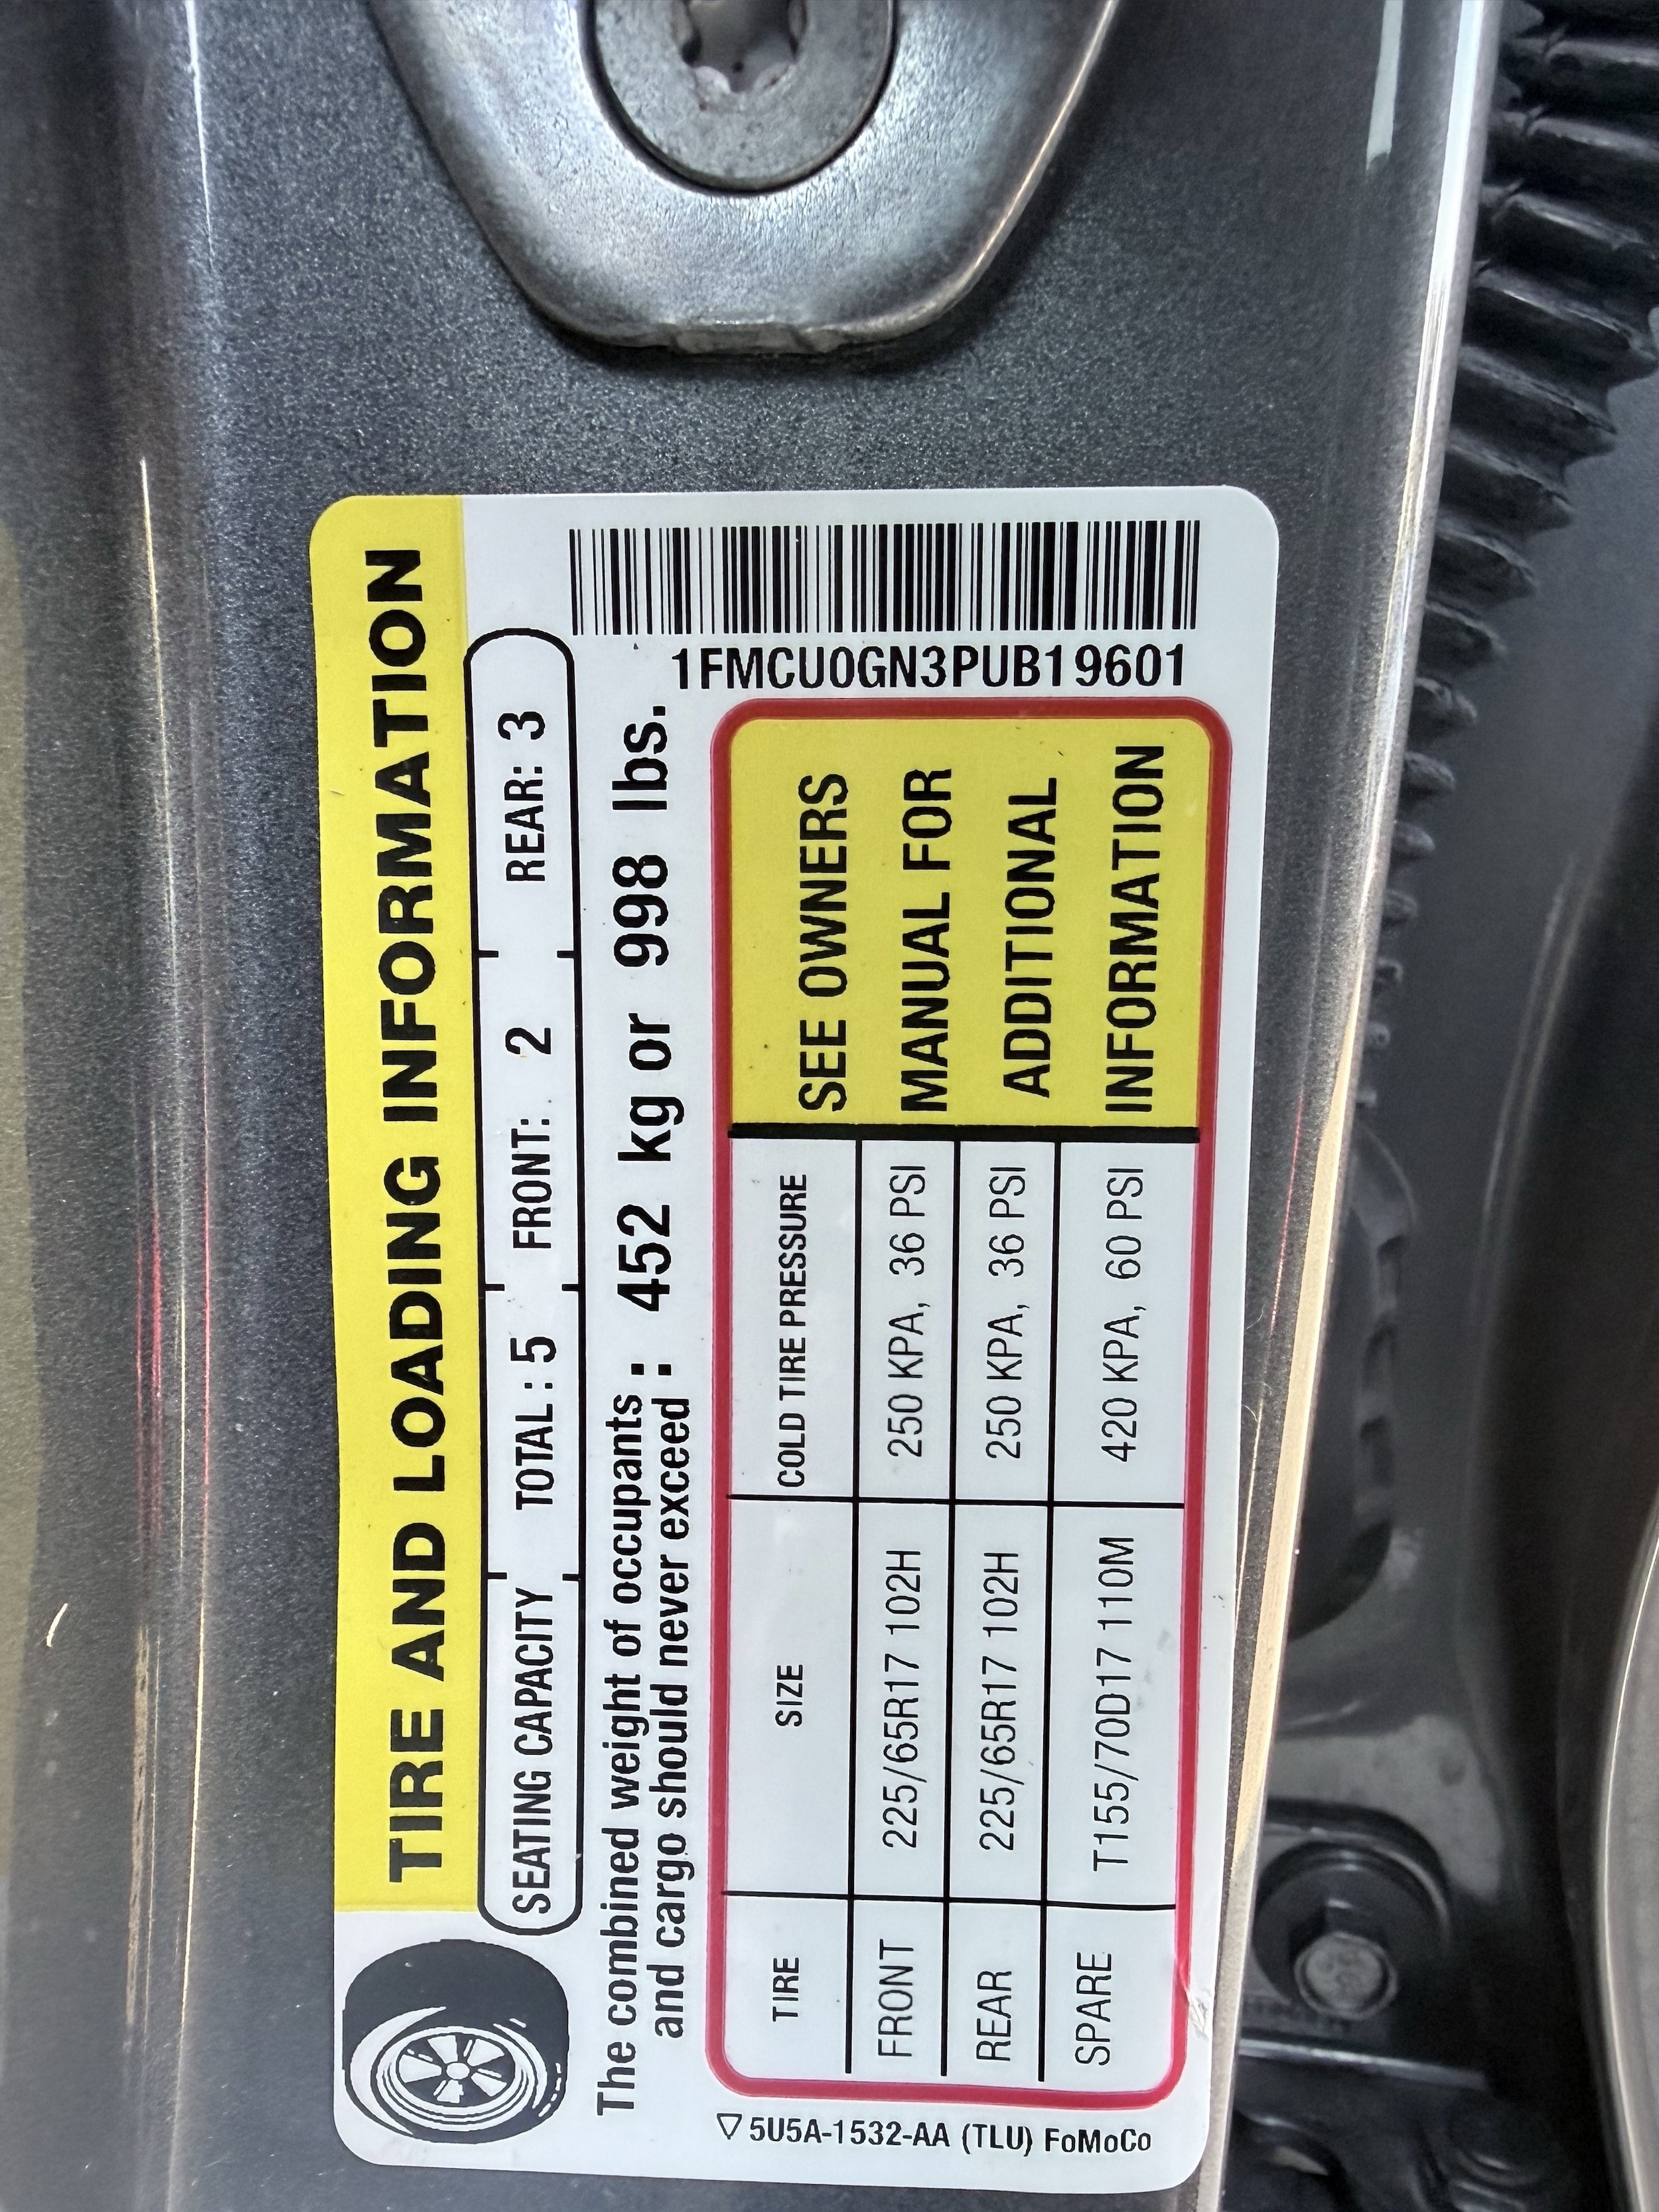 TIRE AND LOADING INFORMATION
SEATING CAPACITY TOTAL : 5 FRONT: 2 REAR: 3
The combined weight of occupants and cargo should never exceed : 452 kg or 998 lbs.
1FMCU0GN3PUB19601
TIRE SIZE COLD TIRE PRESSURE
FRONT 225/65R17 102H 250 KPA, 36 PSI
REAR 225/65R17 102H 250 KPA, 36 PSI
SPARE T155/70D17 110M 420 KPA, 60 PSI
SEE OWNERS
MANUAL FOR
ADDITIONAL
INFORMATION
5U5A-1532-AA (TLU) FoMoCo